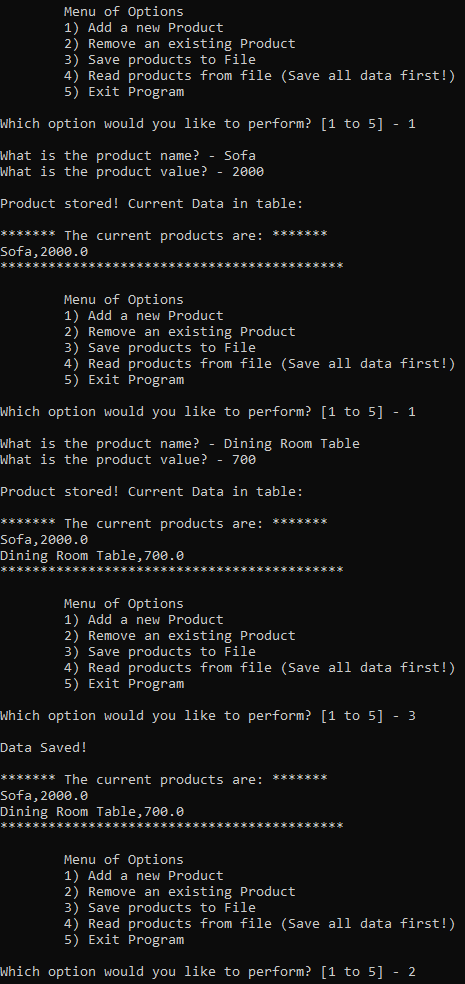 Menu of Options
1) Add a new Product
2) Remove an existing Product
3) Save products to File
4) Read products from file (Save all data first!)
5) Exit Program
Which option would you like to perform? [1 to 5] - 1
What is the product name? - Sofa
What is the product value? - 2000
Product stored! Current Data in table:
******* The current products are: *******
Sofa,2000.0
*******************************************
Menu of Options
1) Add a new Product
2) Remove an existing Product
3) Save products to File
4) Read products from file (Save all data first!)
5) Exit Program
Which option would you like to perform? [1 to 5] - 1
What is the product name? - Dining Room Table
What is the product value? - 700
Product stored! Current Data in table:
******* The current products are: *******
Sofa,2000.0
Dining Room Table,700.0
*******************************************
Menu of Options
1) Add a new Product
2) Remove an existing Product
3) Save products to File
4) Read products from file (Save all data first!)
5) Exit Program
Which option would you like to perform? [1 to 5] - 3
Data Saved!
******* The current products are: *******
Sofa,2000.0
Dining Room Table,700.0
*******************************************
Menu of Options
1) Add a new Product
2) Remove an existing Product
3) Save products to File
4) Read products from file (Save all data first!)
5) Exit Program
Which option would you like to perform? [1 to 5] - 2